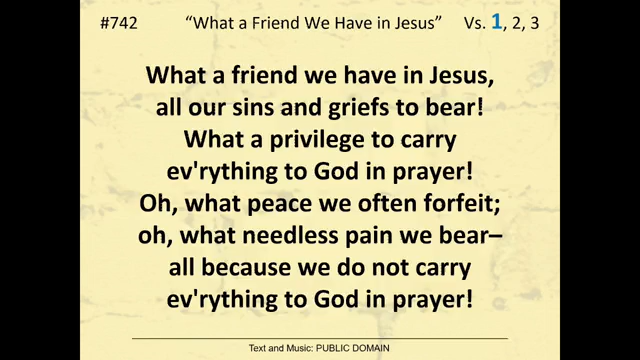 #742 “What a Friend We Have in Jesus” Vs. 1, 2, 3
What a friend we have in Jesus,
all our sins and griefs to bear!
What a privilege to carry
ev'rything to God in prayer!
Oh, what peace we often forfeit;
oh, what needless pain we bear–
all because we do not carry
ev'rything to God in prayer!
Text and Music: PUBLIC DOMAIN